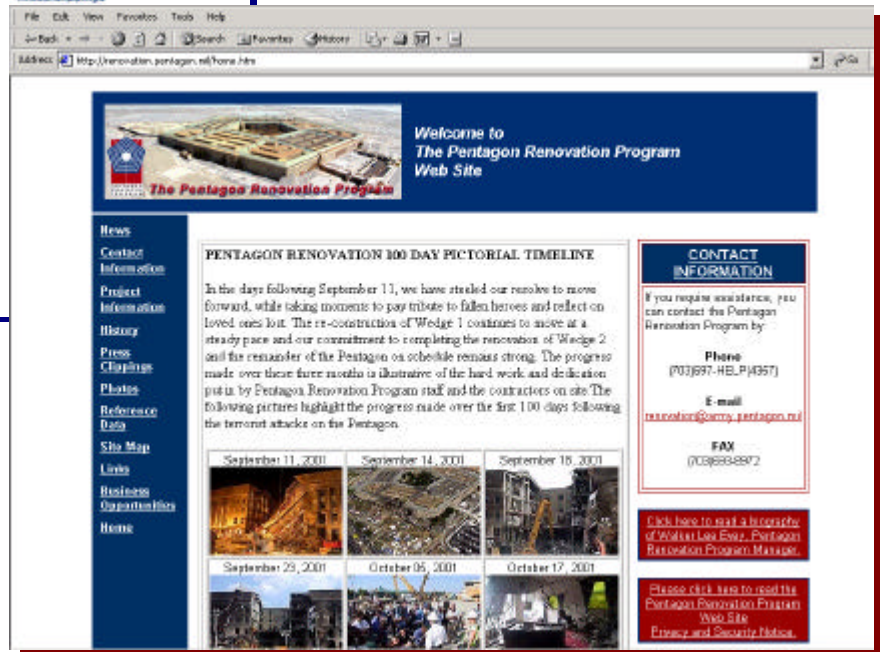 File Edit View Favorites Tools Help
Back Search Favorites History
Address http://renovation.pentagon.mil/home.htm Go
The Pentagon Renovation Program
Welcome to
The Pentagon Renovation Program
Web Site
News
Contact
Information
Project
Information
History
Press
Clippings
Photos
Reference
Data
Site Map
Links
Business
Opportunities
Home
PENTAGON RENOVATION 100 DAY PICTORIAL TIMELINE
In the days following September 11, we have steeled our resolve to move
forward, while taking moments to pay tribute to fallen heroes and reflect on
loved ones lost. The re-construction of Wedge 1 continues to move at a
steady pace and our commitment to completing the renovation of Wedge 2
and the remainder of the Pentagon on schedule remains strong. The progress
made over these three months is illustrative of the hard work and dedication
put in by Pentagon Renovation Program staff and the contractors on site. The
following pictures highlight the progress made over the first 100 days following
the terrorist attacks on the Pentagon.
September 11, 2001 September 14, 2001 September 18, 2001
September 23, 2001 October 05, 2001 October 17, 2001
CONTACT
INFORMATION
If you require assistance, you
can contact the Pentagon
Renovation Program by:
Phone
(703)697-HELP(4357)
E-mail
renovation@army.pentagon.mil
FAX
(703)693-8972
Click here to read a biography
of Walker Lee Evey, Pentagon
Renovation Program Manager.
Please click here to read the
Pentagon Renovation Program
Web Site
Privacy and Security Notice.